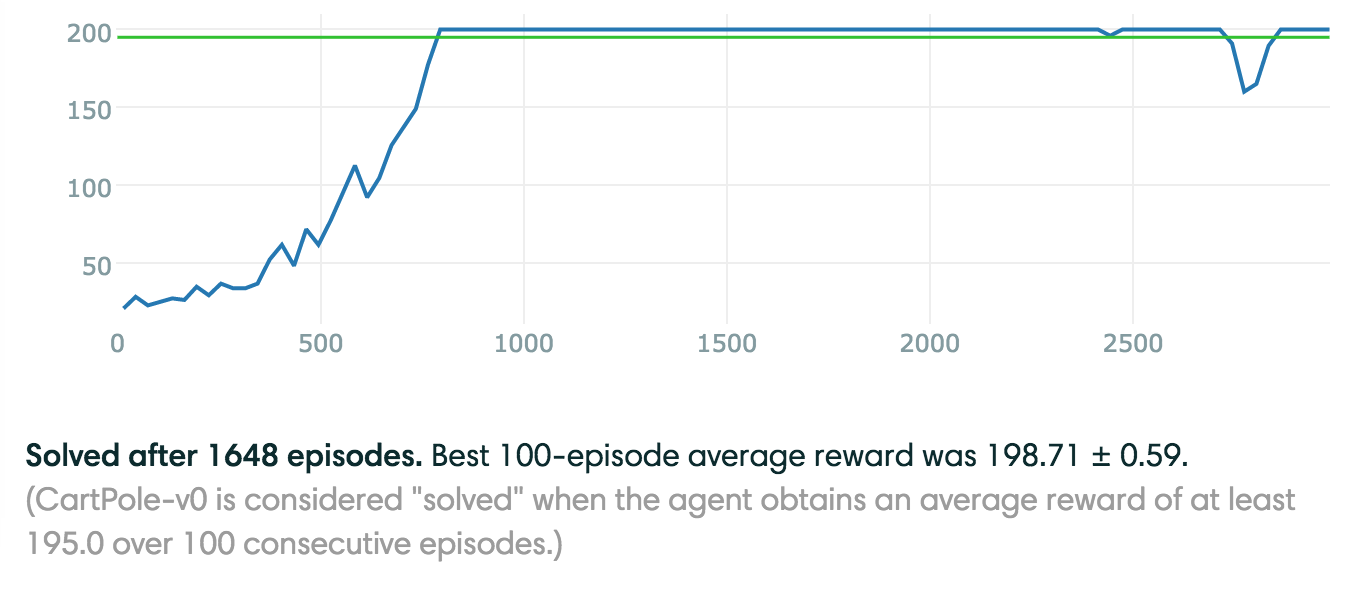 200
150
100
50
0 500 1000 1500 2000 2500
Solved after 1648 episodes. Best 100-episode average reward was 198.71 ± 0.59.
(CartPole-v0 is considered "solved" when the agent obtains an average reward of at least
195.0 over 100 consecutive episodes.)